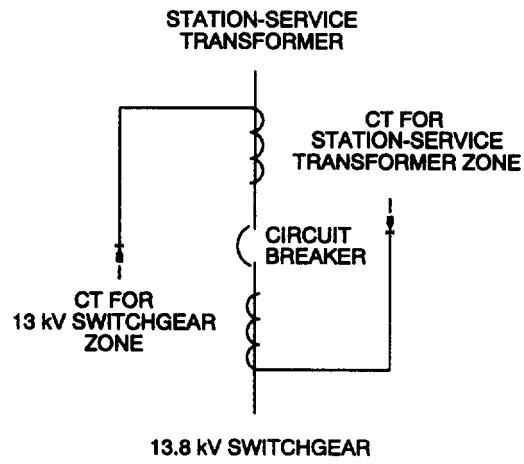 STATION-SERVICE
TRANSFORMER
CT FOR
STATION-SERVICE
TRANSFORMER ZONE
CIRCUIT
BREAKER
CT FOR
13 kV SWITCHGEAR
ZONE
13.8 kV SWITCHGEAR